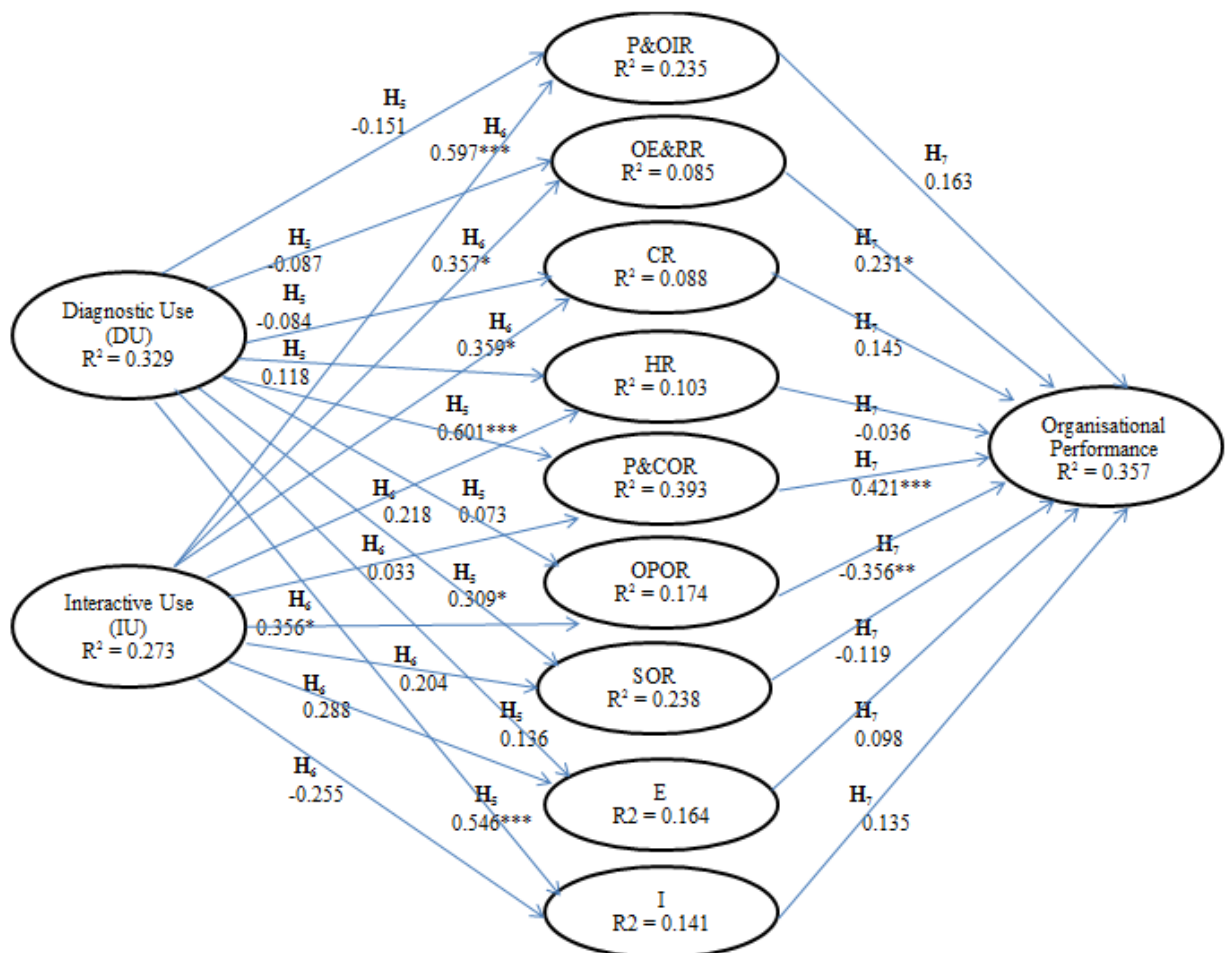 P&OIR
R² = 0.235
H₅
-0.151
H₆
0.597***
OE&RR
R² = 0.085
H₇
0.163
H₅
-0.087
H₆
0.357*
CR
R² = 0.088
H₇
0.231*
Diagnostic Use
(DU)
R² = 0.329
H₅
-0.084
H₆
0.359*
H₇
0.145
H₅
0.118
HR
R² = 0.103
H₅
0.601***
H₇
-0.036
Organisational
Performance
R² = 0.357
P&COR
R² = 0.393
H₇
0.421***
H₆
0.218
H₅
0.073
H₆
0.033
OPOR
R² = 0.174
H₇
-0.356**
Interactive Use
(IU)
R² = 0.273
H₆
0.356*
H₅
0.309*
H₆
0.204
SOR
R² = 0.238
H₇
-0.119
H₆
0.288
H₅
0.136
H₇
0.098
H₆
-0.255
E
R2 = 0.164
H₅
0.546***
H₇
0.135
I
R2 = 0.141